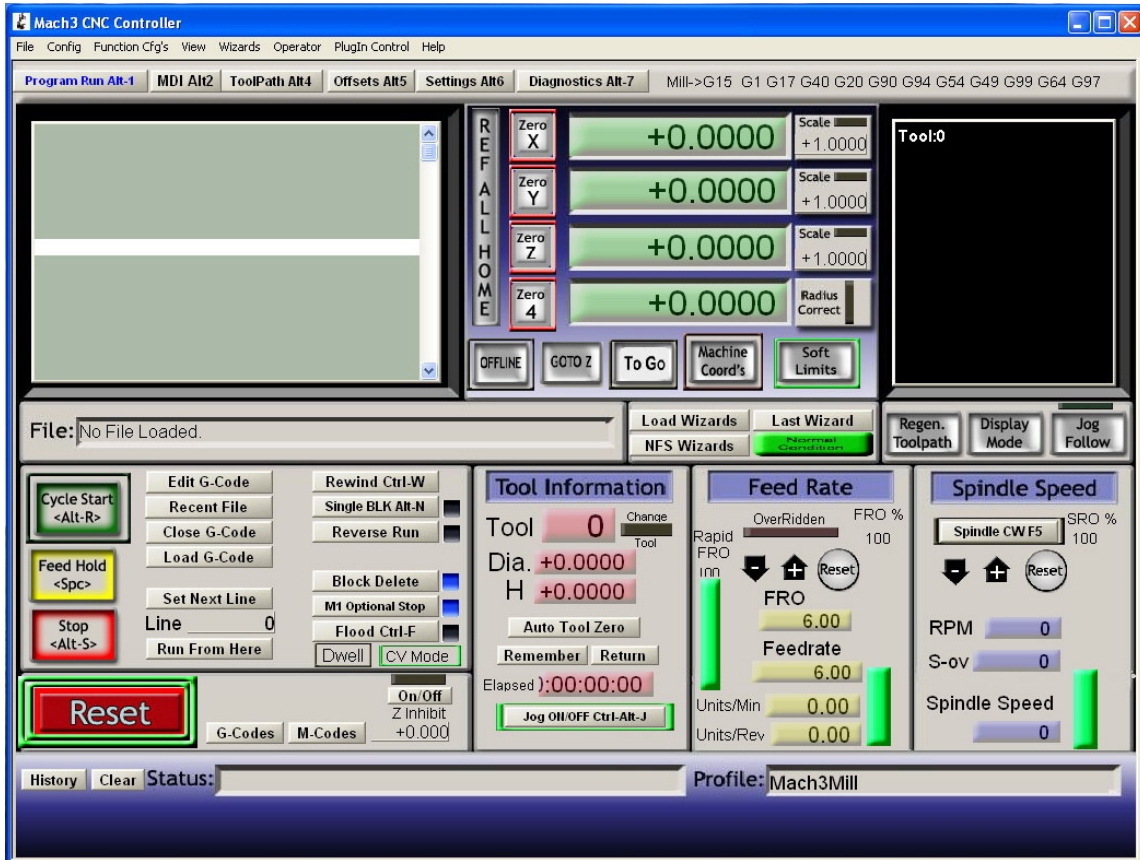 Mach3 CNC Controller
File Config Function Cfg's View Wizards Operator PlugIn Control Help
Program Run Alt-1 MDI Alt2 ToolPath Alt4 Offsets Alt5 Settings Alt6 Diagnostics Alt-7 Mill->G15 G1 G17 G40 G20 G90 G94 G54 G49 G99 G64 G97
REF ALL HOME
Zero X +0.0000 Scale +1.0000
Zero Y +0.0000 Scale +1.0000
Zero Z +0.0000 Scale +1.0000
Zero 4 +0.0000 Radius Correct
OFFLINE GOTO Z To Go Machine Coord's Soft Limits
Tool:0
File: No File Loaded.
Load Wizards Last Wizard
NFS Wizards Normal Condition
Regen. Toolpath Display Mode Jog Follow
Cycle Start <Alt-R>
Feed Hold <Spc>
Stop <Alt-S>
Edit G-Code
Recent File
Close G-Code
Load G-Code
Set Next Line
Line 0
Run From Here
Rewind Ctrl-W
Single BLK Alt-N
Reverse Run
Block Delete
M1 Optional Stop
Flood Ctrl-F
Dwell CV Mode
Reset
G-Codes M-Codes
On/Off
Z Inhibit
+0.000
Tool Information
Tool 0 Change Tool
Dia. +0.0000
H +0.0000
Auto Tool Zero
Remember Return
Elapsed ):00:00:00
Jog ON/OFF Ctrl-Alt-J
Feed Rate
OverRidden FRO %
100
Rapid FRO
100
Reset
FRO
6.00
Feedrate
6.00
Units/Min 0.00
Units/Rev 0.00
Spindle Speed
Spindle CW F5 SRO %
100
Reset
RPM 0
S-ov 0
Spindle Speed
0
History Clear Status:
Profile: Mach3Mill